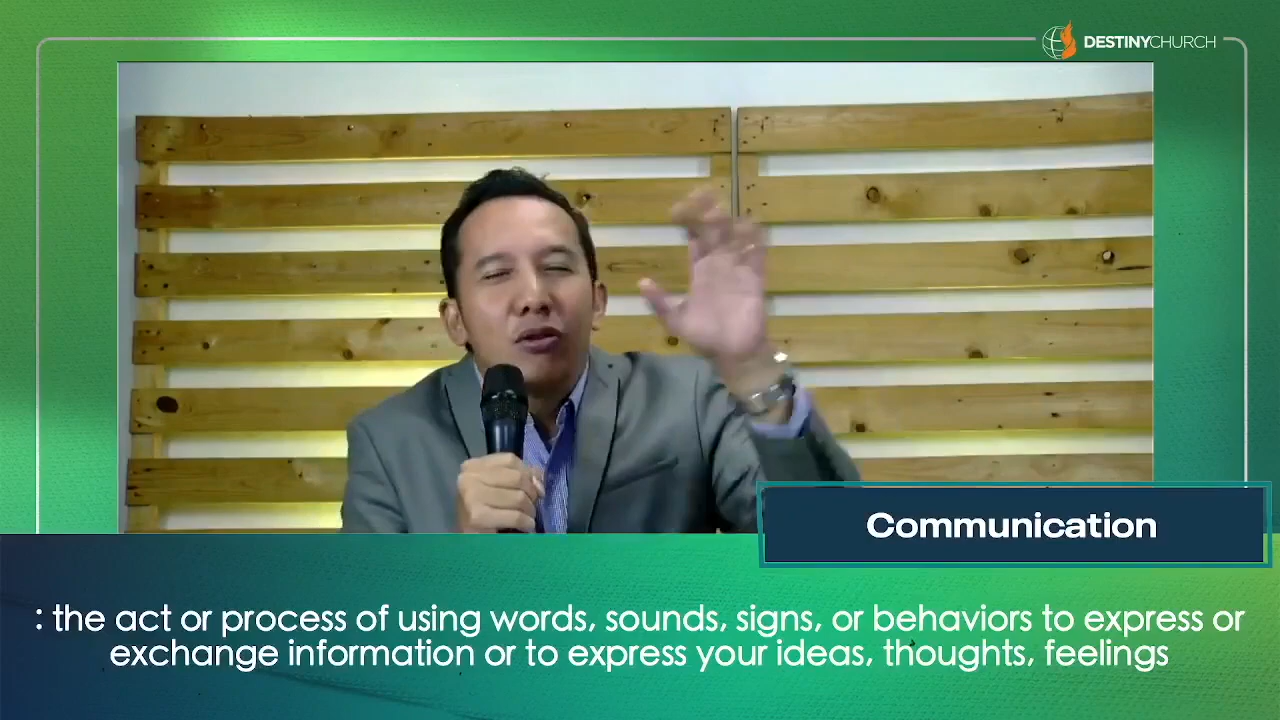 DESTINYCHURCH
Communication
: the act or process of using words, sounds, signs, or behaviors to express or
exchange information or to express your ideas, thoughts, feelings